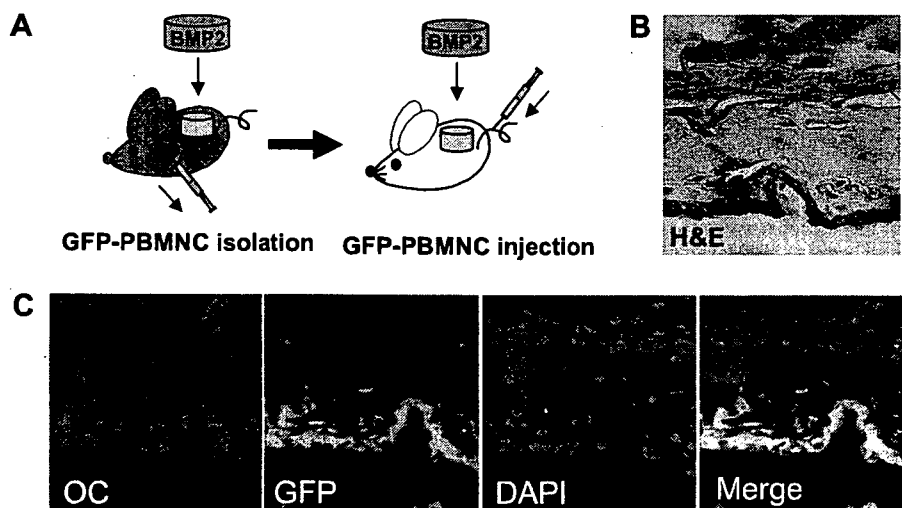 A
BMP2
BMP2
GFP-PBMNC isolation
GFP-PBMNC injection
B
H&E
C
OC
GFP
DAPI
Merge